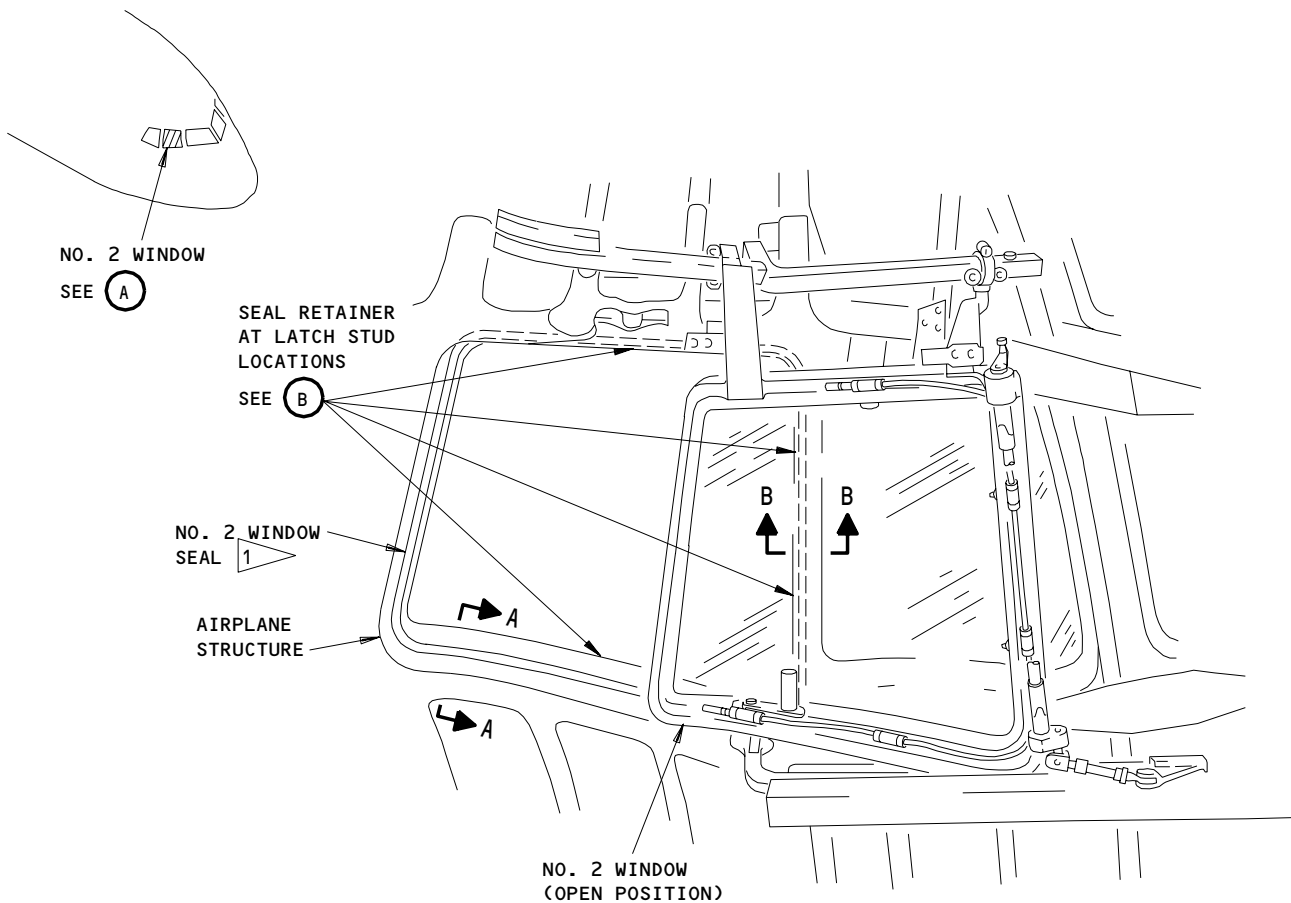 NO. 2 WINDOW
SEE A
SEAL RETAINER
AT LATCH STUD
LOCATIONS
SEE B
B B
NO. 2 WINDOW
SEAL 1
A
AIRPLANE
STRUCTURE
A
NO. 2 WINDOW
(OPEN POSITION)